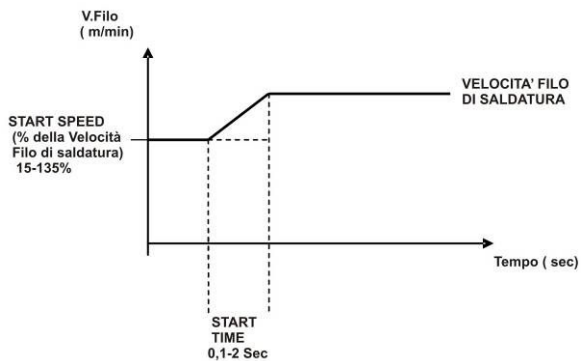 V.Filo
( m/min)
VELOCITA' FILO
DI SALDATURA
START SPEED
(% della Velocità
Filo di saldatura)
15-135%
Tempo ( sec)
START
TIME
0,1-2 Sec